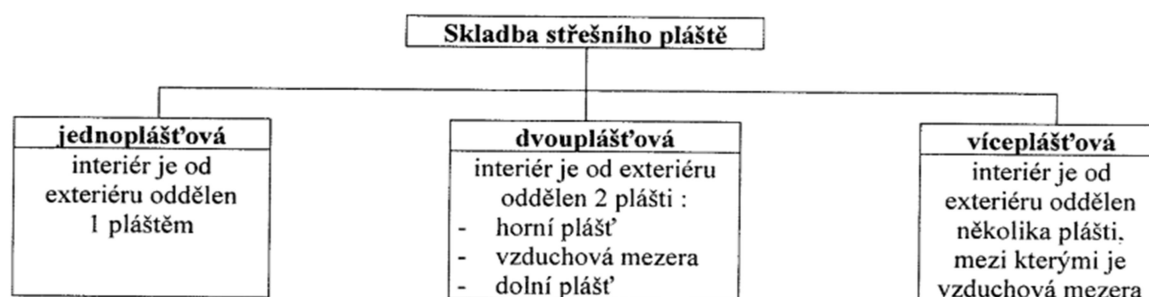 Skladba střešního pláště
jednoplášťová
interiér je od
exteriéru oddělen
1 pláštěm
dvouplášťová
interiér je od exteriéru
oddělen 2 plášti :
- horní plášť
- vzduchová mezera
- dolní plášť
víceplášťová
interiér je od
exteriéru oddělen
několika plášti,
mezi kterými je
vzduchová mezera